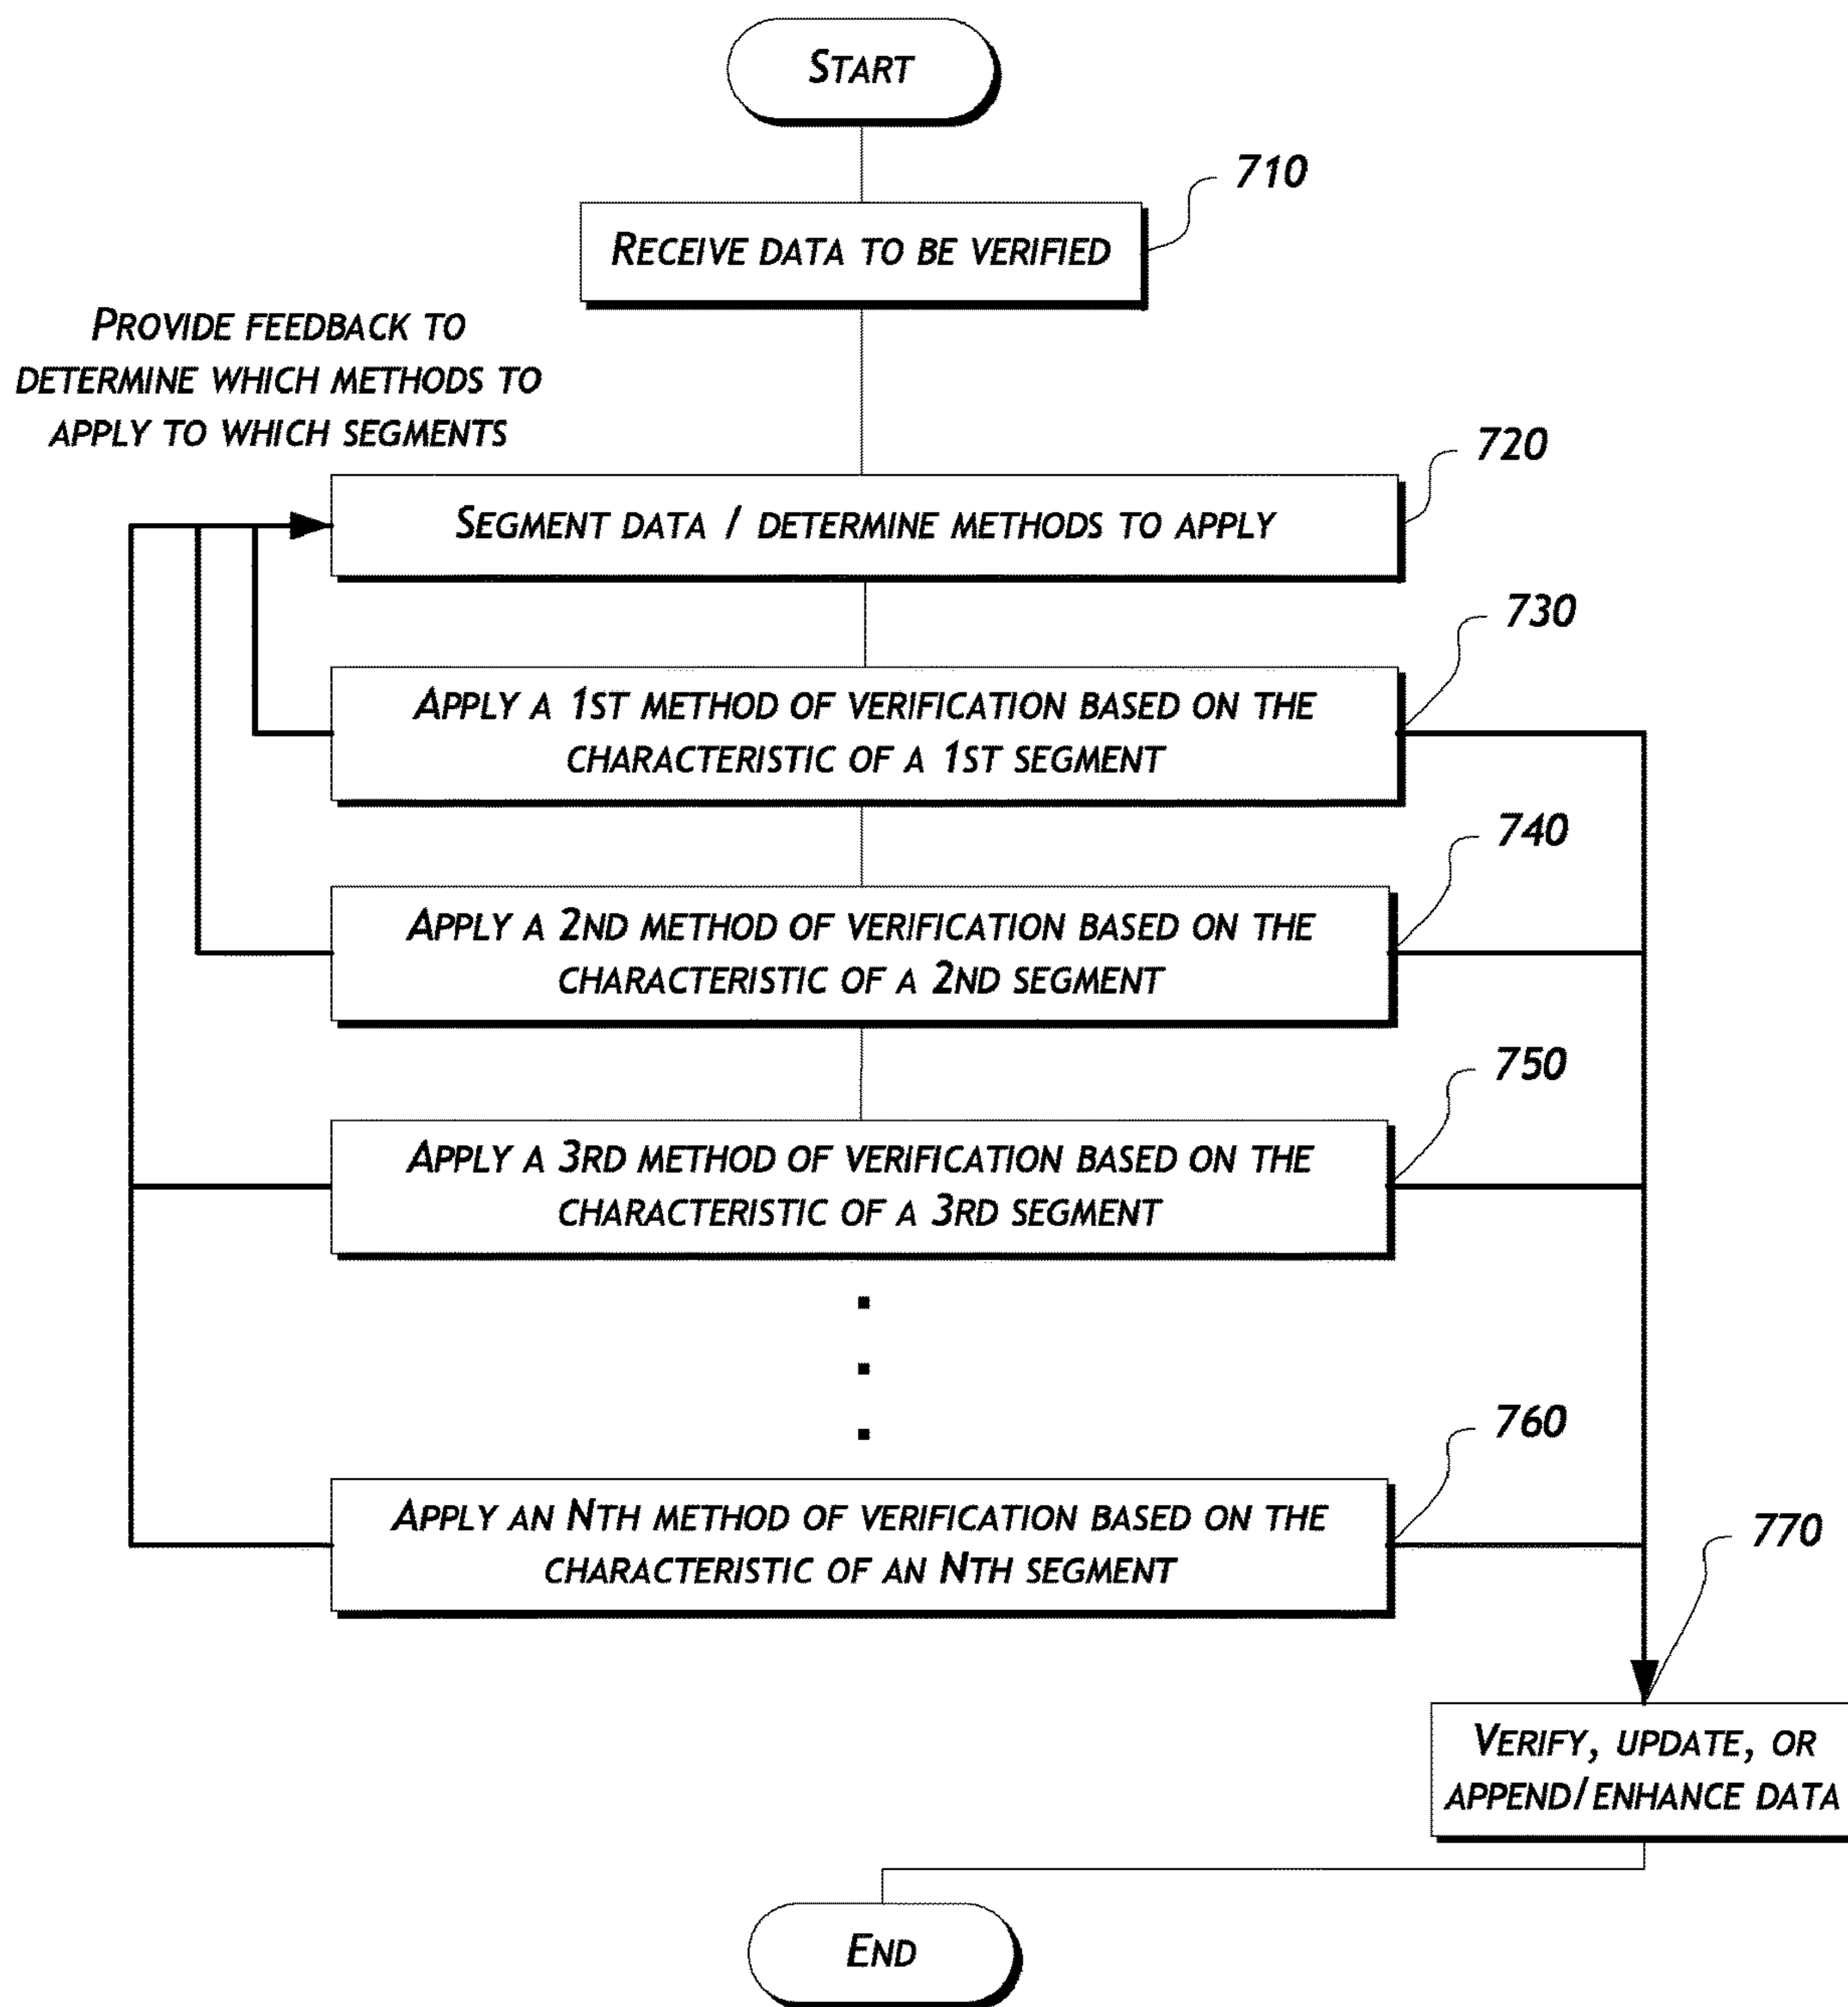 START
710
RECEIVE DATA TO BE VERIFIED
PROVIDE FEEDBACK TO
DETERMINE WHICH METHODS TO
APPLY TO WHICH SEGMENTS
720
SEGMENT DATA / DETERMINE METHODS TO APPLY
730
APPLY A 1ST METHOD OF VERIFICATION BASED ON THE
CHARACTERISTIC OF A 1ST SEGMENT
740
APPLY A 2ND METHOD OF VERIFICATION BASED ON THE
CHARACTERISTIC OF A 2ND SEGMENT
750
APPLY A 3RD METHOD OF VERIFICATION BASED ON THE
CHARACTERISTIC OF A 3RD SEGMENT
760
APPLY AN NTH METHOD OF VERIFICATION BASED ON THE
CHARACTERISTIC OF AN NTH SEGMENT
770
VERIFY, UPDATE, OR
APPEND/ENHANCE DATA
END